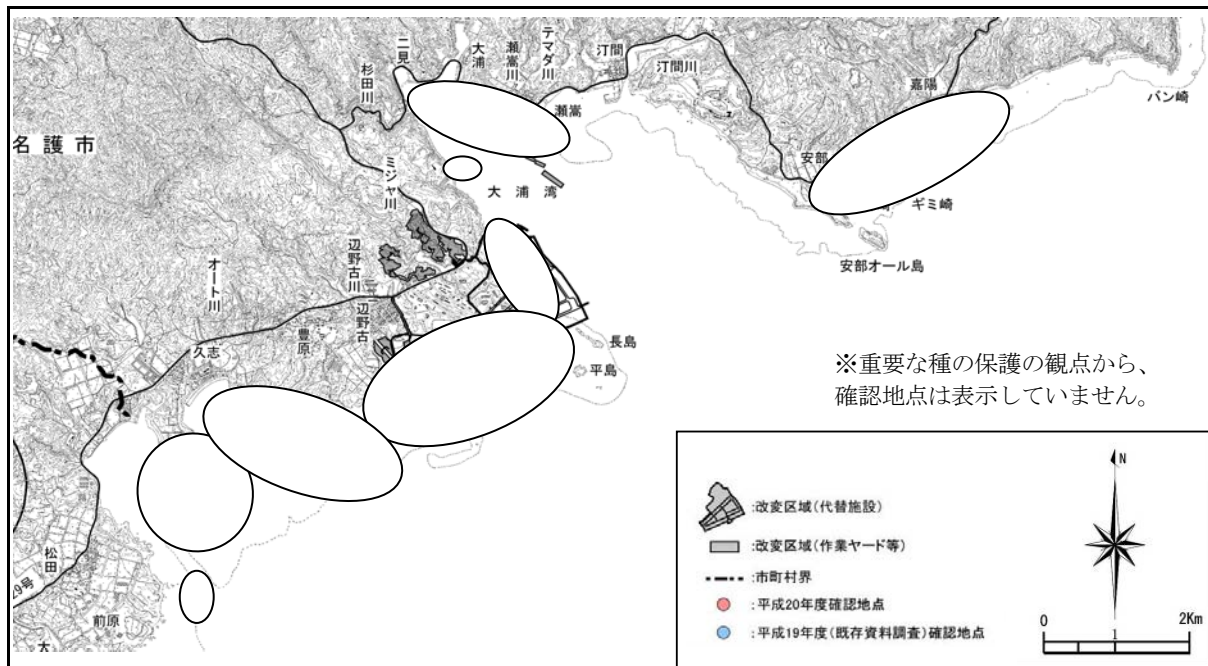 名護市
杉田川
二見
大浦
瀬嵩川
テマダ川
汀間
汀間川
瀬嵩
嘉陽
バン崎
安部
ギミ崎
安部オール島
大浦湾
ミジャ川
辺野古川
辺野古
オート川
久志
豊原
長島
平島
松田
29号
前原
※重要な種の保護の観点から、
確認地点は表示していません。
:改変区域(代替施設)
:改変区域(作業ヤード等)
:市町村界
:平成20年度確認地点
:平成19年度(既存資料調査)確認地点
N
0 1 2Km